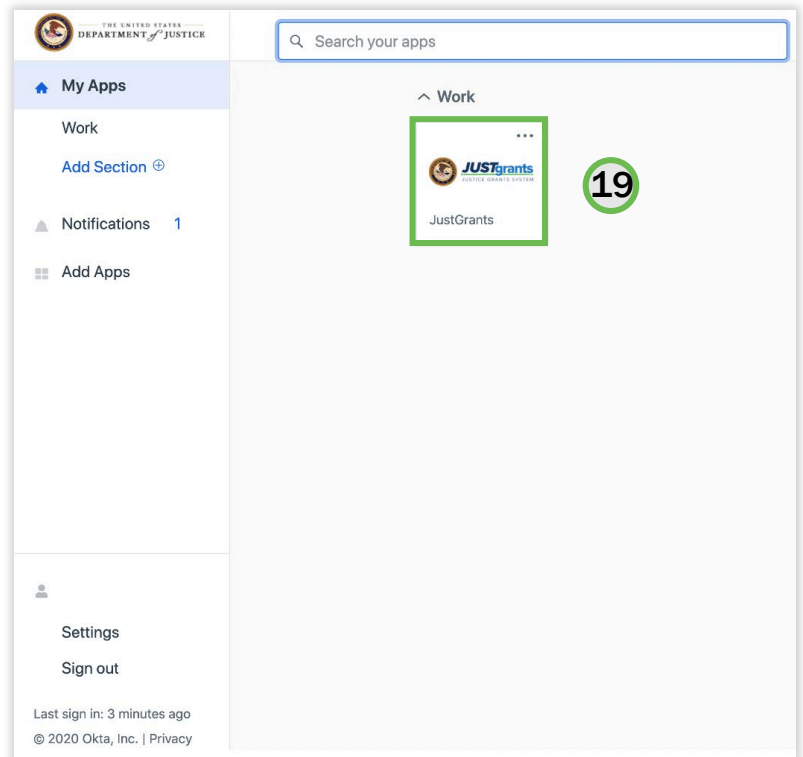 THE UNITED STATES
DEPARTMENT of JUSTICE
Search your apps
My Apps
Work
Add Section
Notifications 1
Add Apps
Work
...
JUSTgrants
JUSTICE GRANTS SYSTEM
JustGrants
19
Settings
Sign out
Last sign in: 3 minutes ago
© 2020 Okta, Inc. | Privacy